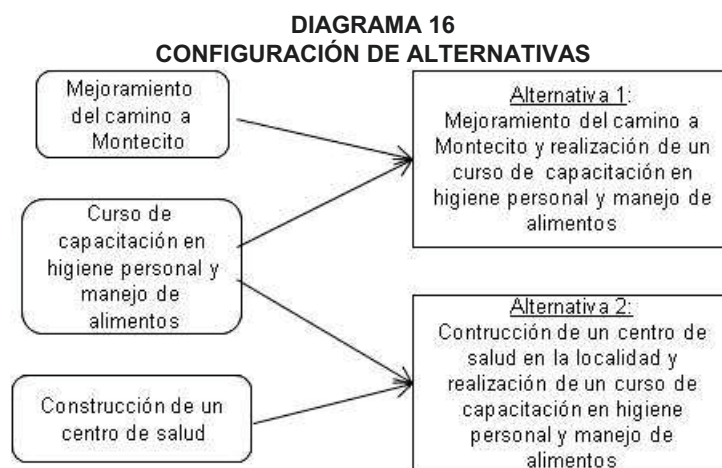 DIAGRAMA 16
CONFIGURACIÓN DE ALTERNATIVAS
Mejoramiento
del camino a
Montecito
Curso de
capacitación en
higiene personal y
manejo de
alimentos
Construcción de un
centro de salud
Alternativa 1:
Mejoramiento del camino a
Montecito y realización de un
curso de capacitación en
higiene personal y manejo de
alimentos
Alternativa 2:
Contrucción de un centro de
salud en la localidad y
realización de un curso de
capacitación en higiene
personal y manejo de
alimentos